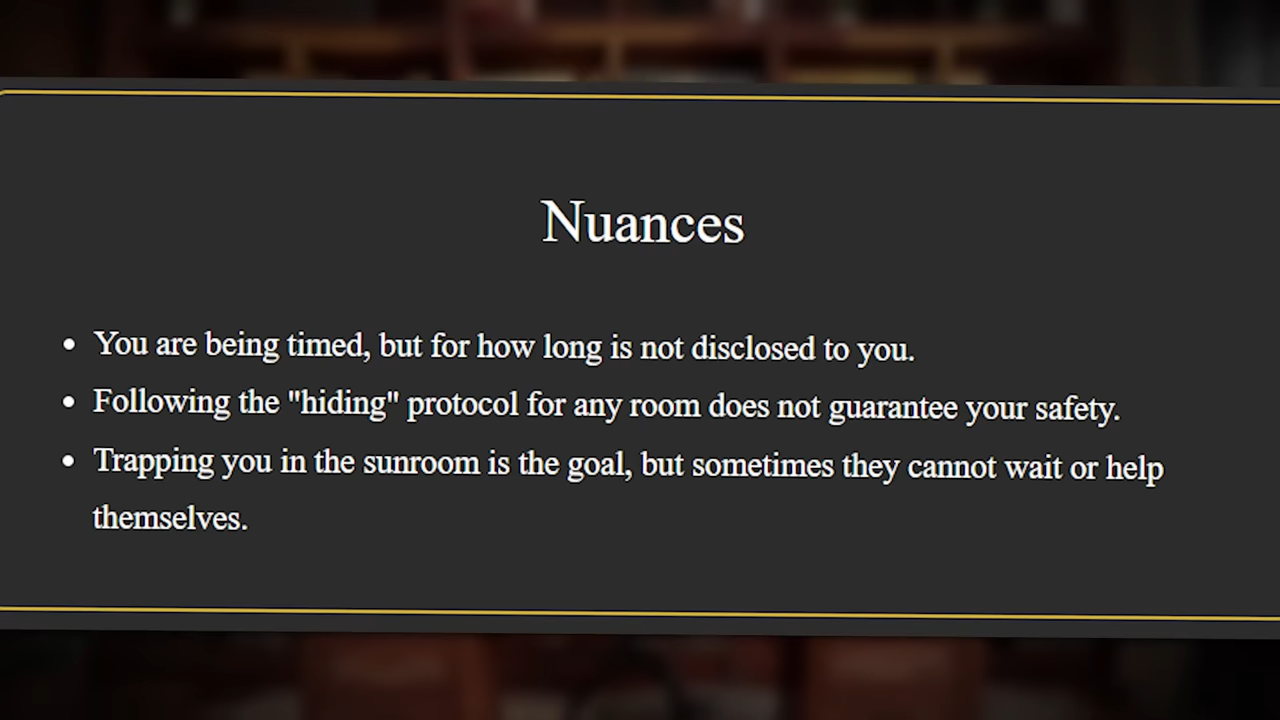 Nuances
• You are being timed, but for how long is not disclosed to you.
• Following the "hiding" protocol for any room does not guarantee your safety.
• Trapping you in the sunroom is the goal, but sometimes they cannot wait or help
themselves.